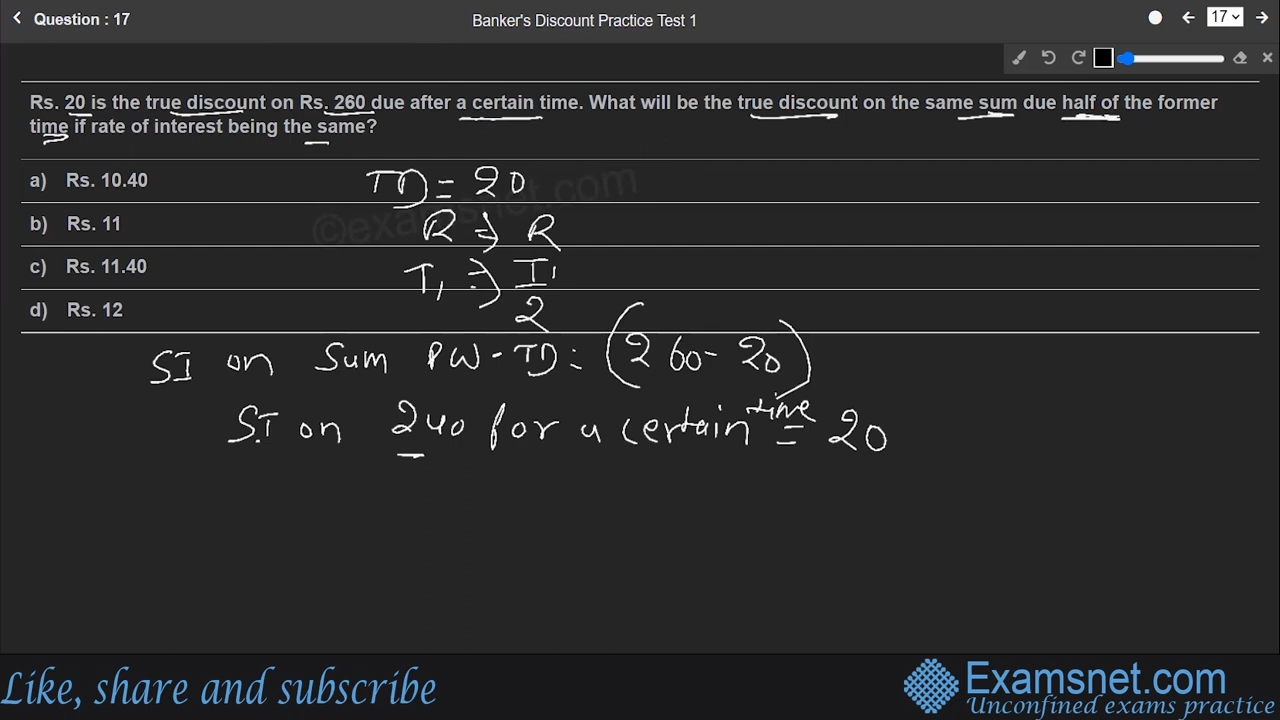 Question : 17
Banker's Discount Practice Test 1
17
Rs. 20 is the true discount on Rs. 260 due after a certain time. What will be the true discount on the same sum due half of the former
time if rate of interest being the same?
a) Rs. 10.40
b) Rs. 11
c) Rs. 11.40
d) Rs. 12
©examsnet.com
TD = 20
R ⇒ R
T₁ ⇒ T₁/2
SI on Sum PW - TD = (260 - 20)
S.I on 240 for a certain time = 20
Like, share and subscribe
Examsnet.com
Unconfined exams practice